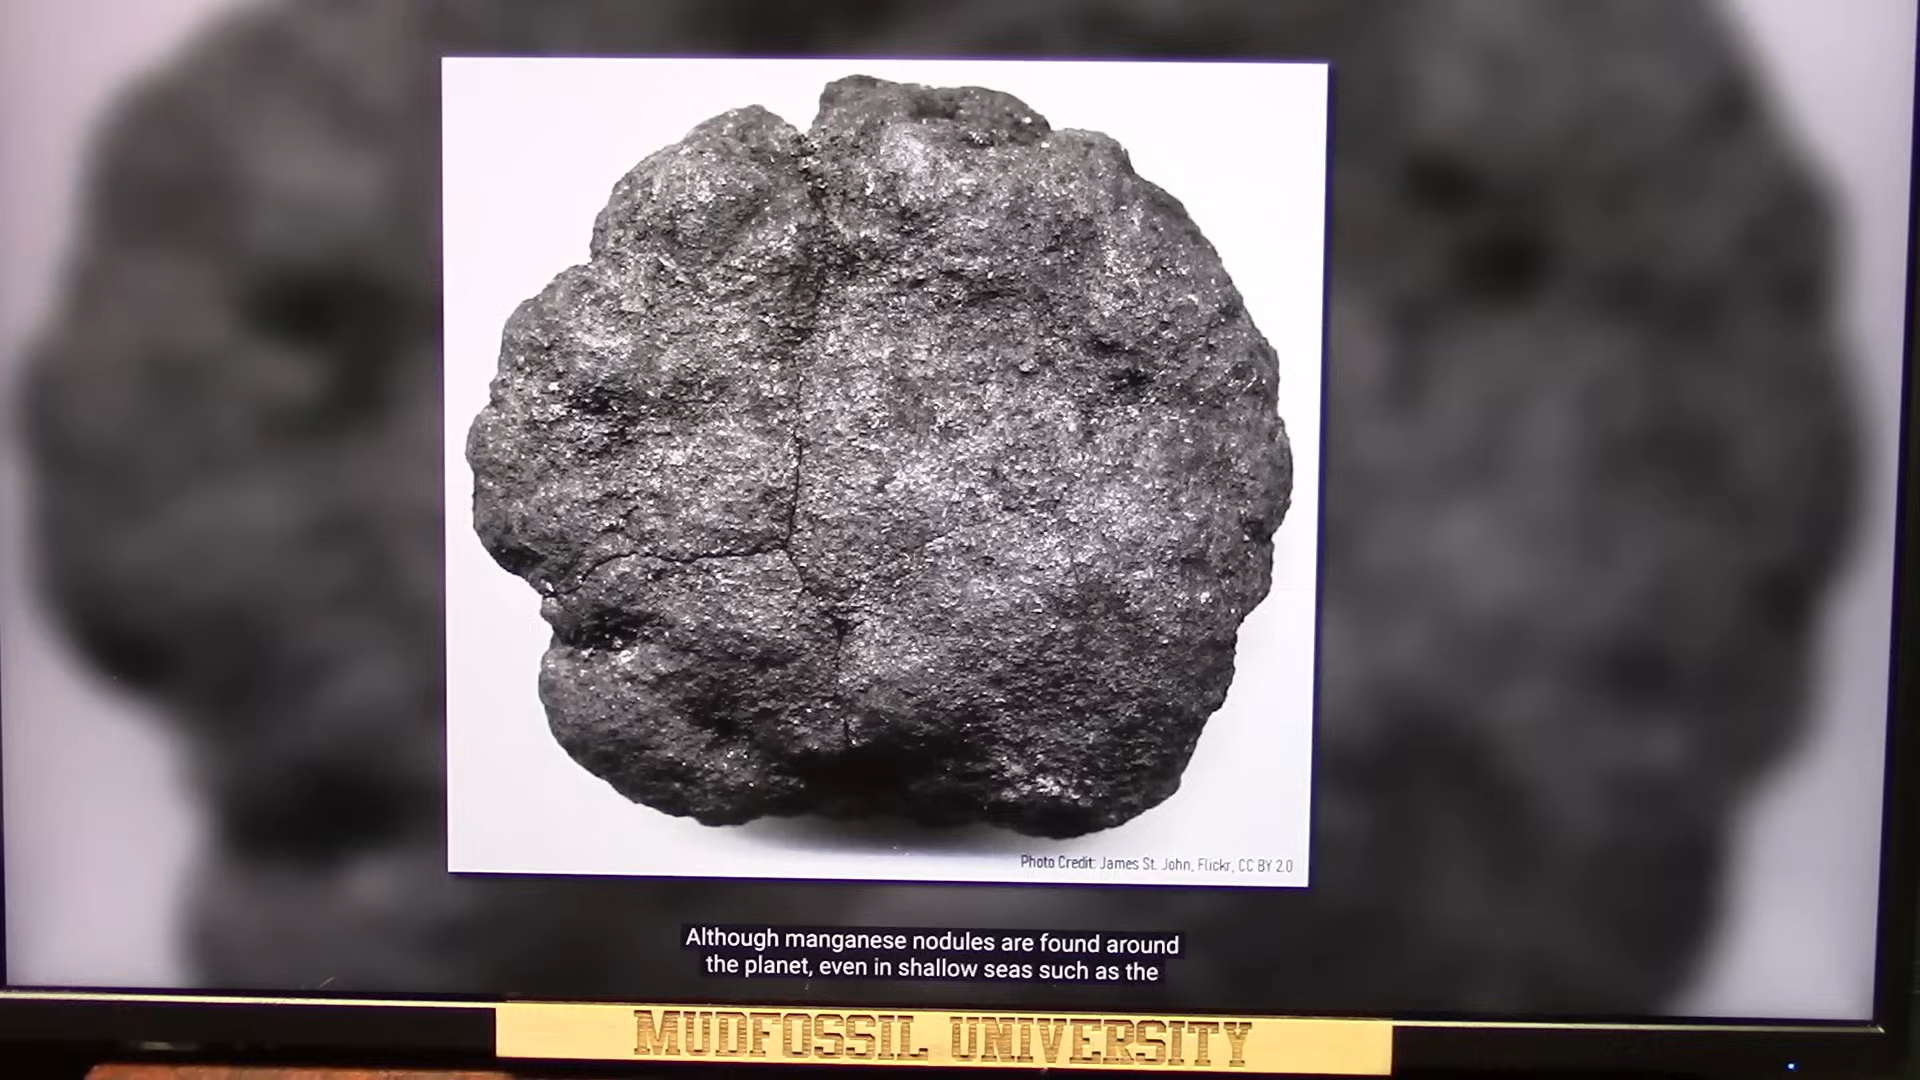 Photo Credit: James St. John, Flickr, CC BY 2.0
Although manganese nodules are found around
the planet, even in shallow seas such as the
MUDFOSSIL UNIVERSITY